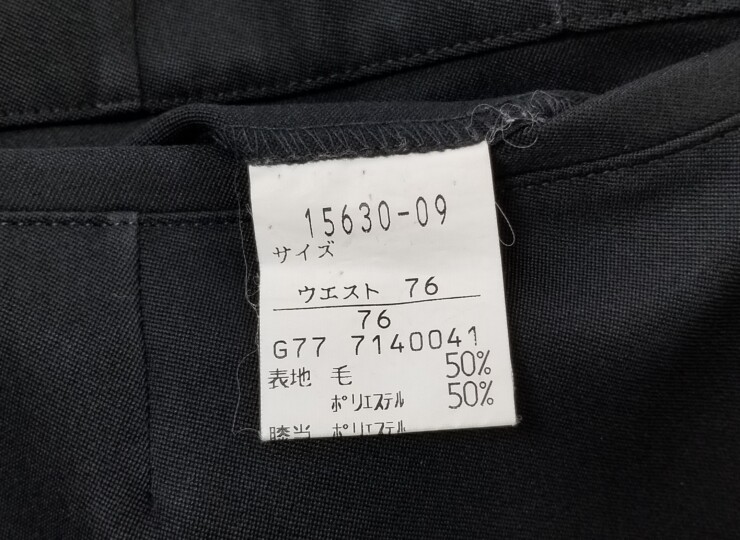 15630-09
サイズ
ウエスト 76
76
G77 7140041
表地 毛 50%
ポリエステル 50%
膝当 ポリエステル